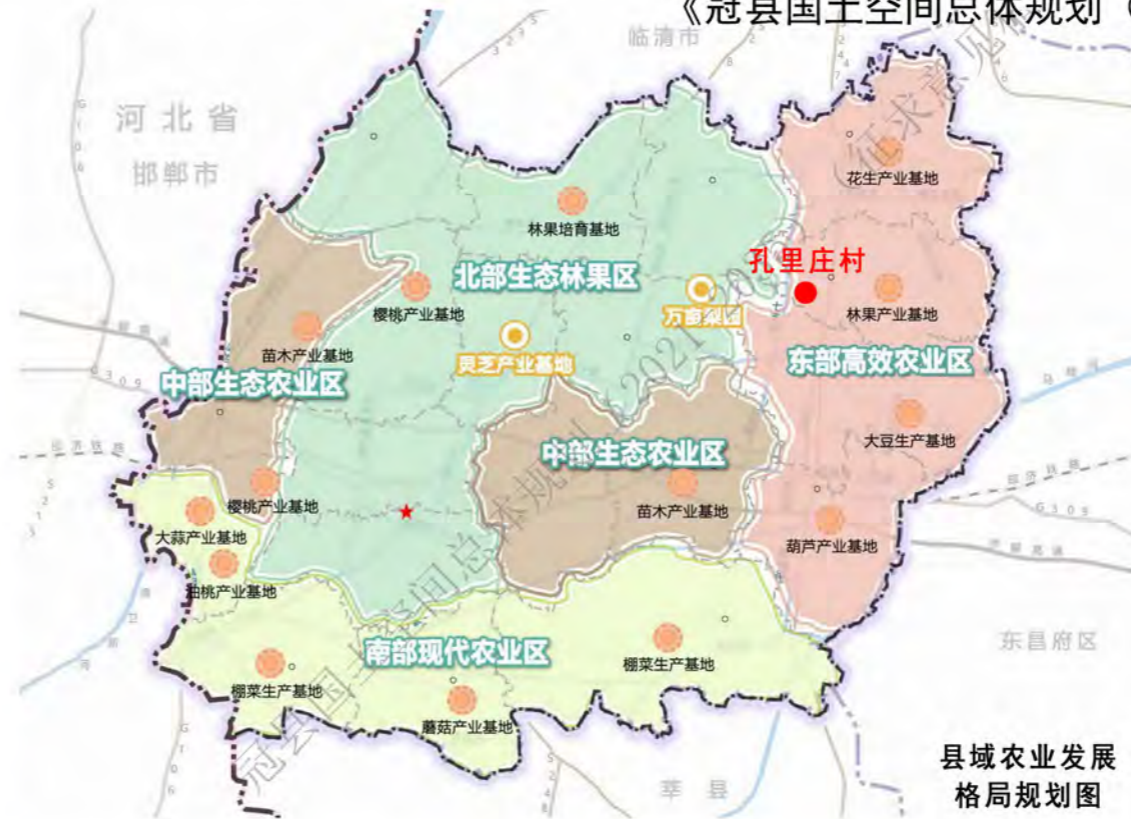 《冠县国土空间总体规划（
临清市
河北省
邯郸市
花生产业基地
林果培育基地
孔里庄村
北部生态林果区
樱桃产业基地
万亩梨园
林果产业基地
苗木产业基地
灵芝产业基地
东部高效农业区
中部生态农业区
G309
大豆生产基地
中部生态农业区
樱桃产业基地
苗木产业基地
G309
大蒜产业基地
葫芦产业基地
油桃产业基地
东昌府区
南部现代农业区
棚菜生产基地
棚菜生产基地
蘑菇产业基地
G106
S248
莘县
县域农业发展
格局规划图